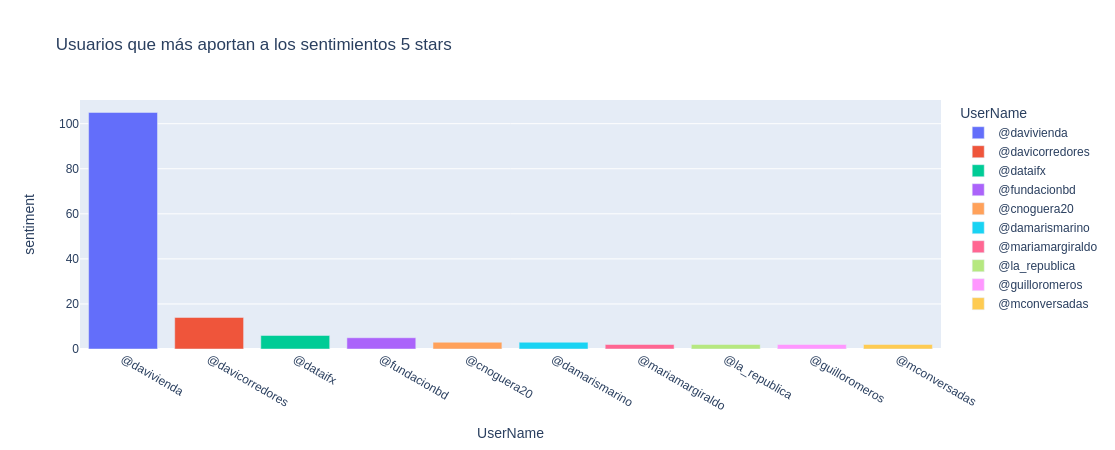 Usuarios que más aportan a los sentimientos 5 stars
sentiment
100
80
60
40
20
0
@davivienda
@davicorredores
@dataifx
@fundacionbd
@cnoguera20
@damarismarino
@mariamargiraldo
@la_republica
@guilloromeros
@mconversadas
UserName
UserName
@davivienda
@davicorredores
@dataifx
@fundacionbd
@cnoguera20
@damarismarino
@mariamargiraldo
@la_republica
@guilloromeros
@mconversadas